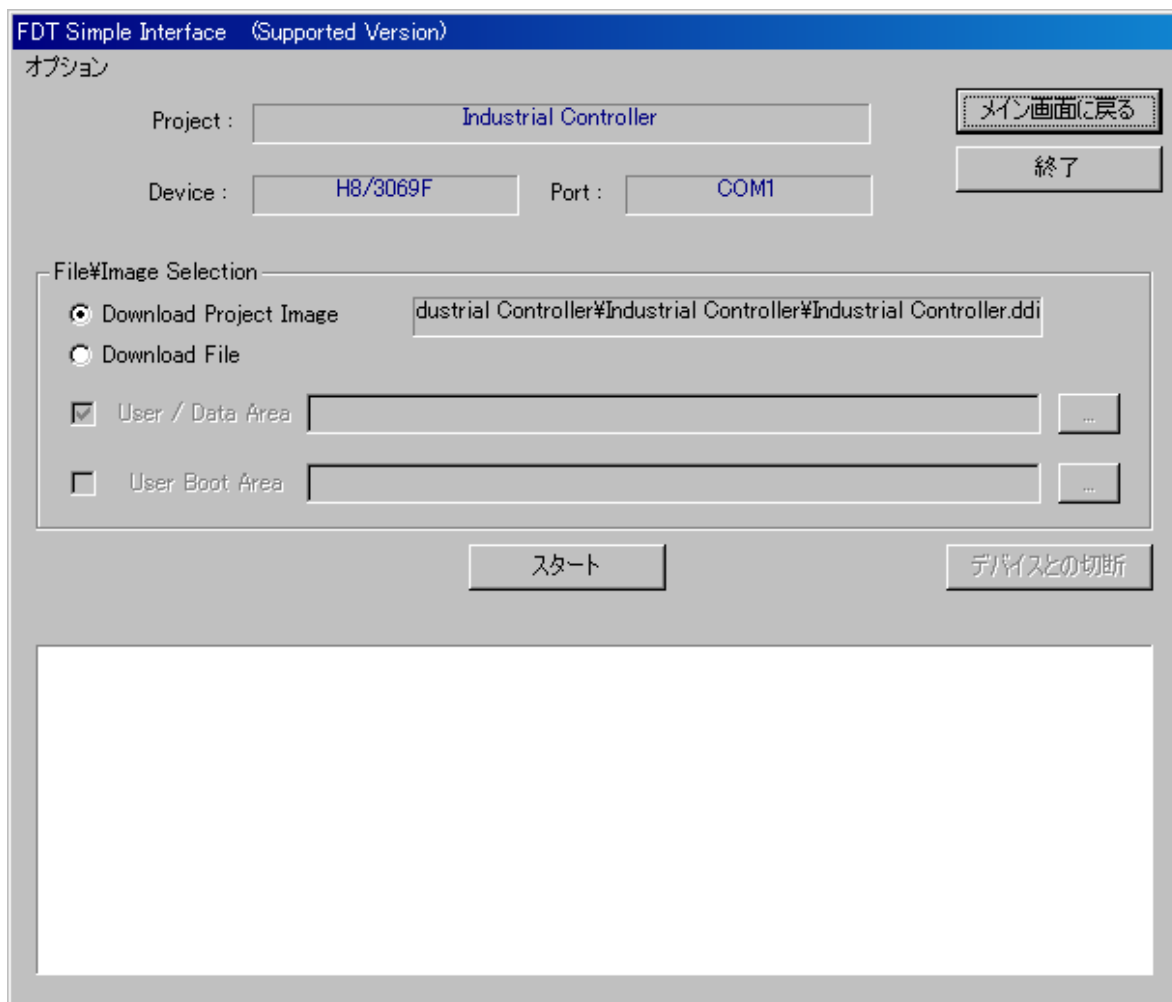 FDT Simple Interface (Supported Version)
オプション
Project : Industrial Controller メイン画面に戻る
終了
Device : H8/3069F Port : COM1
File¥Image Selection
Download Project Image dustrial Controller¥Industrial Controller¥Industrial Controller.ddi
Download File
User / Data Area ...
User Boot Area ...
スタート デバイスとの切断